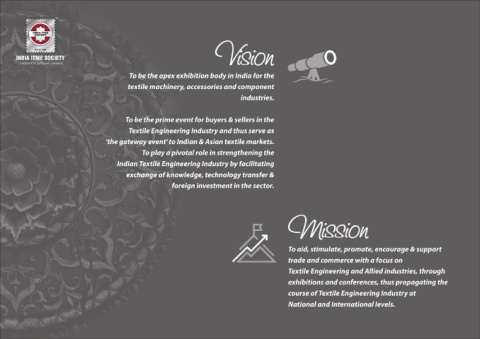 INDIA ITME SOCIETY
Vision
To be the apex exhibition body in India for the
textile machinery, accessories and component
industries.
To be the prime event for buyers & sellers in the
Textile Engineering Industry and thus serve as
'the gateway event' to Indian & Asian textile markets.
To play a pivotal role in strengthening the
Indian Textile Engineering Industry by facilitating
exchange of knowledge, technology transfer &
foreign investment in the sector.
Mission
To aid, stimulate, promote, encourage & support
trade and commerce with a focus on
Textile Engineering and Allied industries, through
exhibitions and conferences, thus propagating the
course of Textile Engineering Industry at
National and International levels.